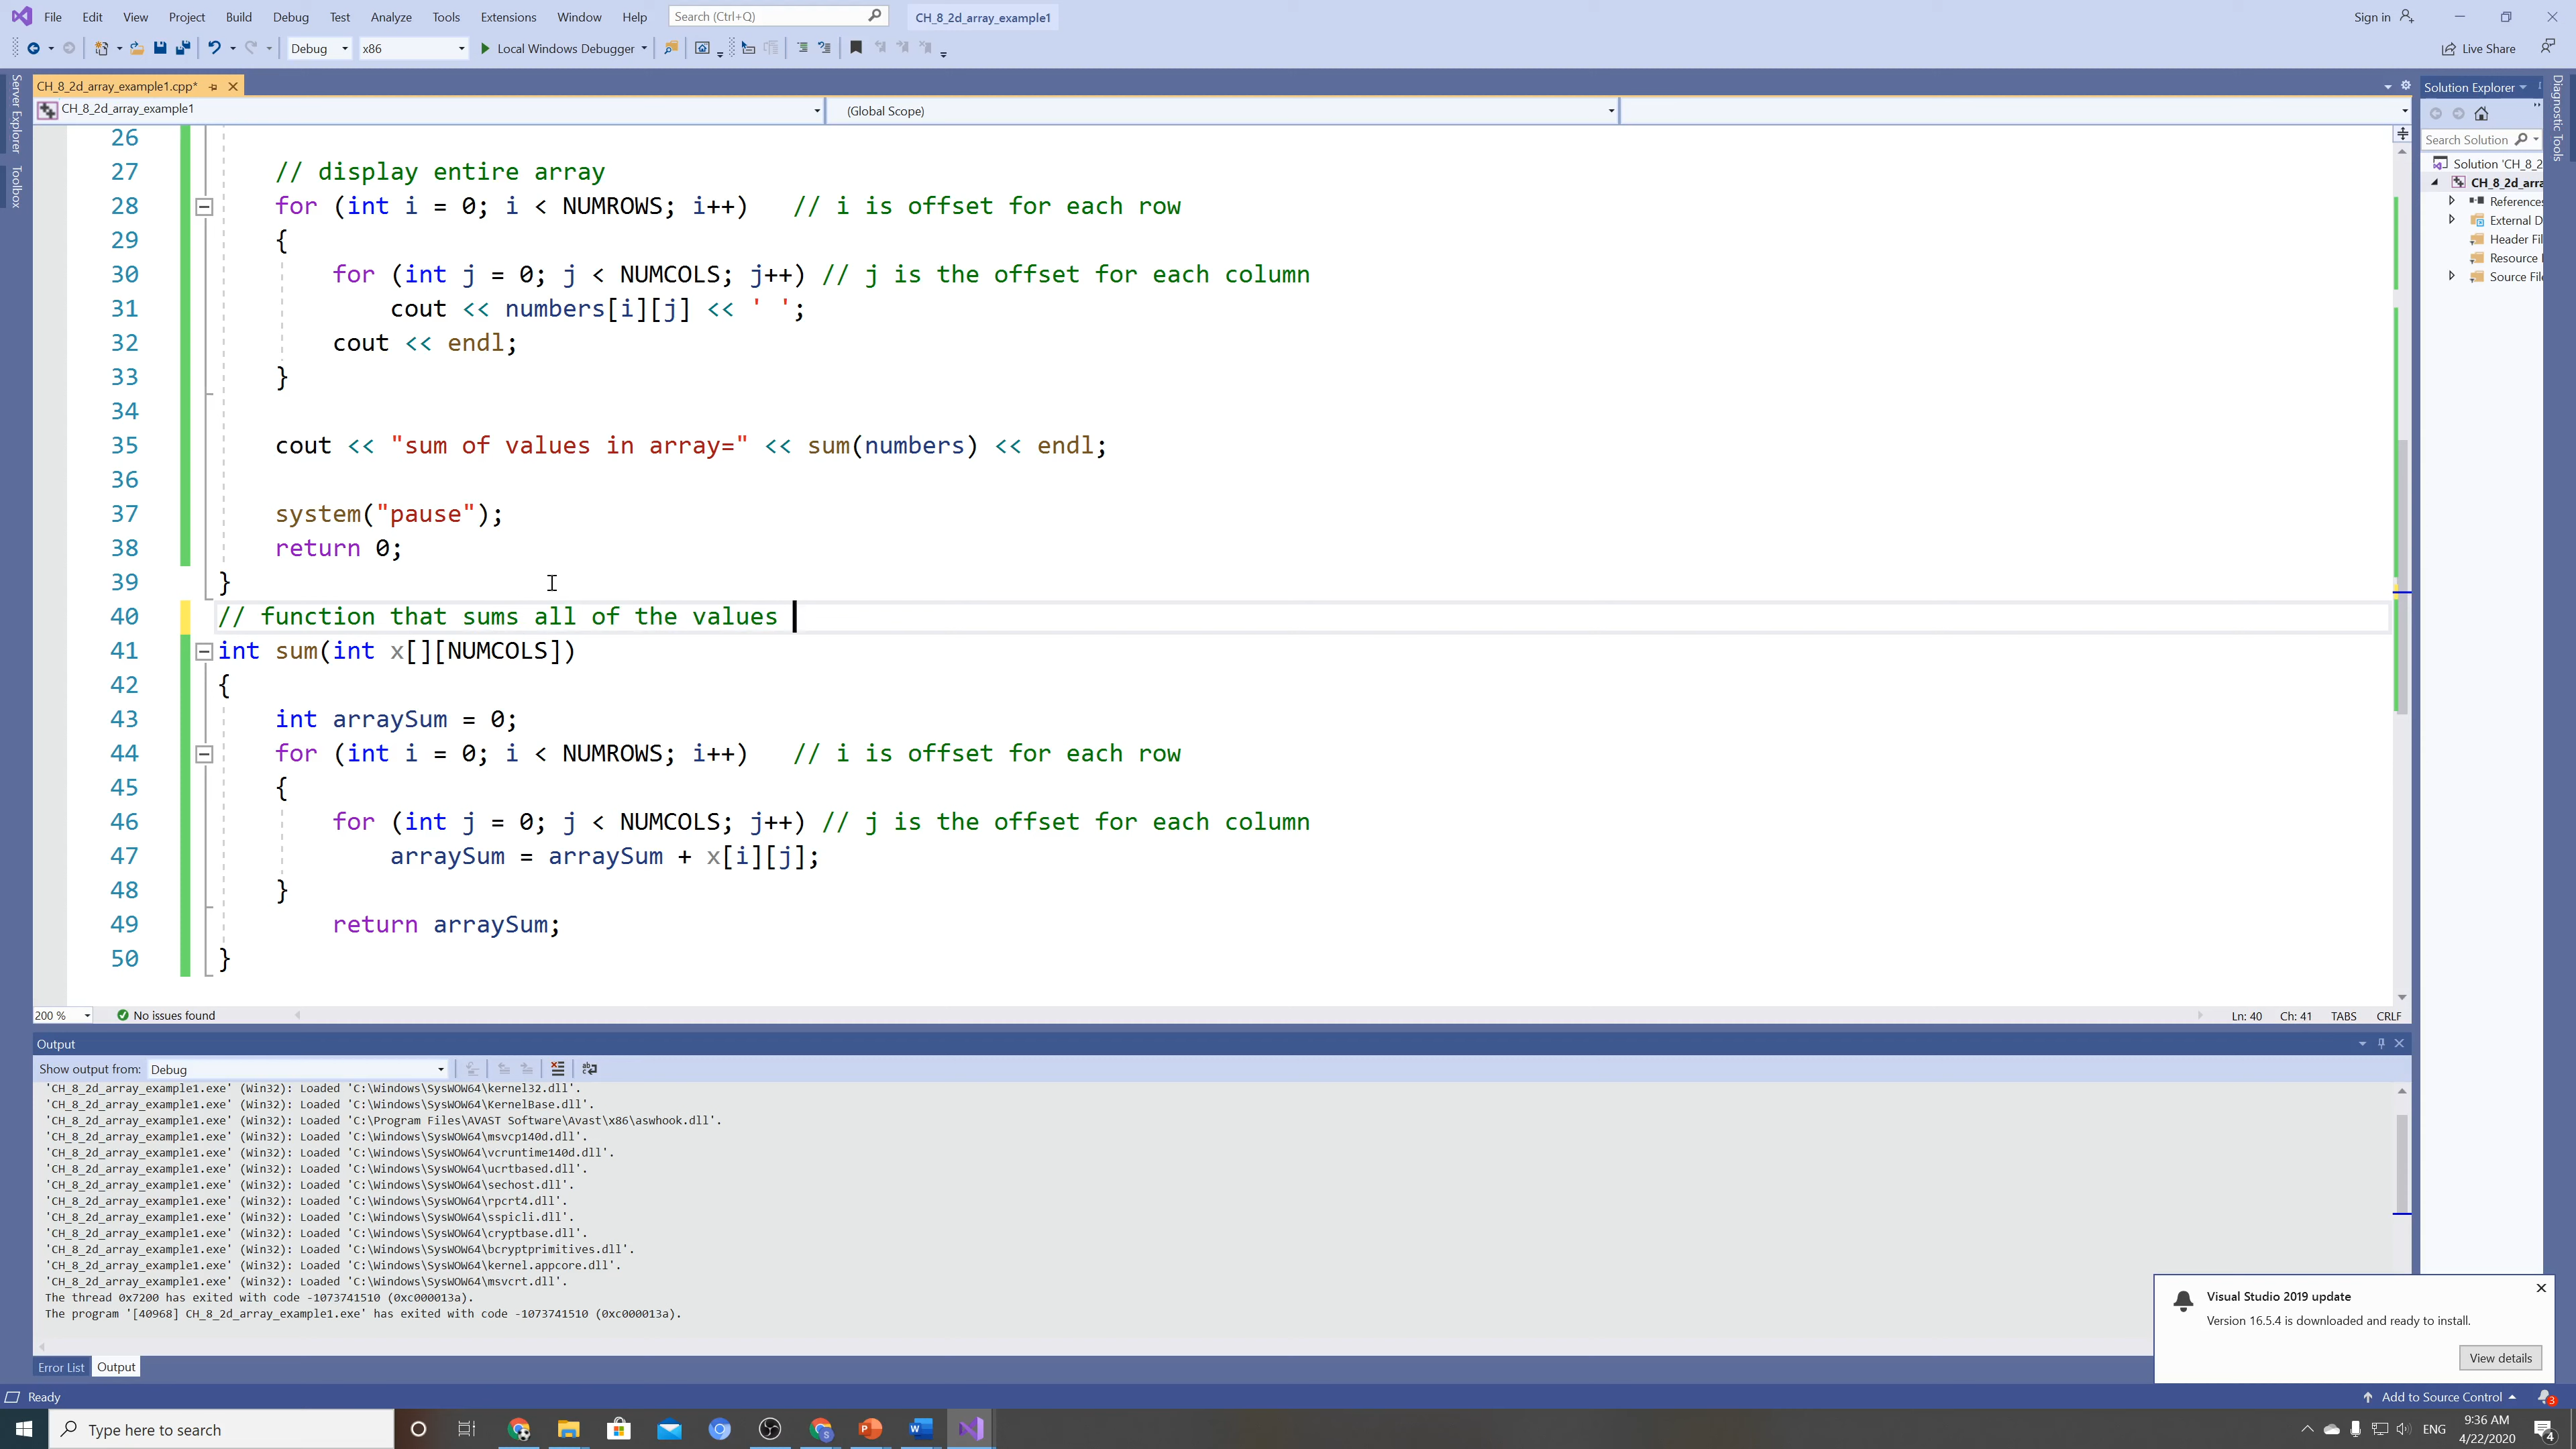 File Edit View Project Build Debug Test Analyze Tools Extensions Window Help Search (Ctrl+Q) CH_8_2d_array_example1 Sign in
Debug x86 Local Windows Debugger Live Share
Server Explorer
Toolbox
CH_8_2d_array_example1.cpp*
CH_8_2d_array_example1 (Global Scope)
26
27 // display entire array
28 for (int i = 0; i < NUMROWS; i++) // i is offset for each row
29 {
30 for (int j = 0; j < NUMCOLS; j++) // j is the offset for each column
31 cout << numbers[i][j] << ' ';
32 cout << endl;
33 }
34
35 cout << "sum of values in array=" << sum(numbers) << endl;
36
37 system("pause");
38 return 0;
39 }
40 // function that sums all of the values
41 int sum(int x[][NUMCOLS])
42 {
43 int arraySum = 0;
44 for (int i = 0; i < NUMROWS; i++) // i is offset for each row
45 {
46 for (int j = 0; j < NUMCOLS; j++) // j is the offset for each column
47 arraySum = arraySum + x[i][j];
48 }
49 return arraySum;
50 }
200 % No issues found Ln: 40 Ch: 41 TABS CRLF
Solution Explorer
Search Solution
Solution 'CH_8_2
CH_8_2d_arra
References
External D
Header Fil
Resource
Source File
Diagnostic Tools
Output
Show output from: Debug
'CH_8_2d_array_example1.exe' (Win32): Loaded 'C:\Windows\SysWOW64\kernel32.dll'.
'CH_8_2d_array_example1.exe' (Win32): Loaded 'C:\Windows\SysWOW64\KernelBase.dll'.
'CH_8_2d_array_example1.exe' (Win32): Loaded 'C:\Program Files\AVAST Software\Avast\x86\aswhook.dll'.
'CH_8_2d_array_example1.exe' (Win32): Loaded 'C:\Windows\SysWOW64\msvcp140d.dll'.
'CH_8_2d_array_example1.exe' (Win32): Loaded 'C:\Windows\SysWOW64\vcruntime140d.dll'.
'CH_8_2d_array_example1.exe' (Win32): Loaded 'C:\Windows\SysWOW64\ucrtbased.dll'.
'CH_8_2d_array_example1.exe' (Win32): Loaded 'C:\Windows\SysWOW64\sechost.dll'.
'CH_8_2d_array_example1.exe' (Win32): Loaded 'C:\Windows\SysWOW64\rpcrt4.dll'.
'CH_8_2d_array_example1.exe' (Win32): Loaded 'C:\Windows\SysWOW64\sspicli.dll'.
'CH_8_2d_array_example1.exe' (Win32): Loaded 'C:\Windows\SysWOW64\cryptbase.dll'.
'CH_8_2d_array_example1.exe' (Win32): Loaded 'C:\Windows\SysWOW64\bcryptprimitives.dll'.
'CH_8_2d_array_example1.exe' (Win32): Loaded 'C:\Windows\SysWOW64\kernel.appcore.dll'.
'CH_8_2d_array_example1.exe' (Win32): Loaded 'C:\Windows\SysWOW64\msvcrt.dll'.
The thread 0x7200 has exited with code -1073741510 (0xc000013a).
The program '[40968] CH_8_2d_array_example1.exe' has exited with code -1073741510 (0xc000013a).
Visual Studio 2019 update
Version 16.5.4 is downloaded and ready to install.
View details
Error List Output
Ready Add to Source Control 3
Type here to search ENG 9:36 AM
4/22/2020 4